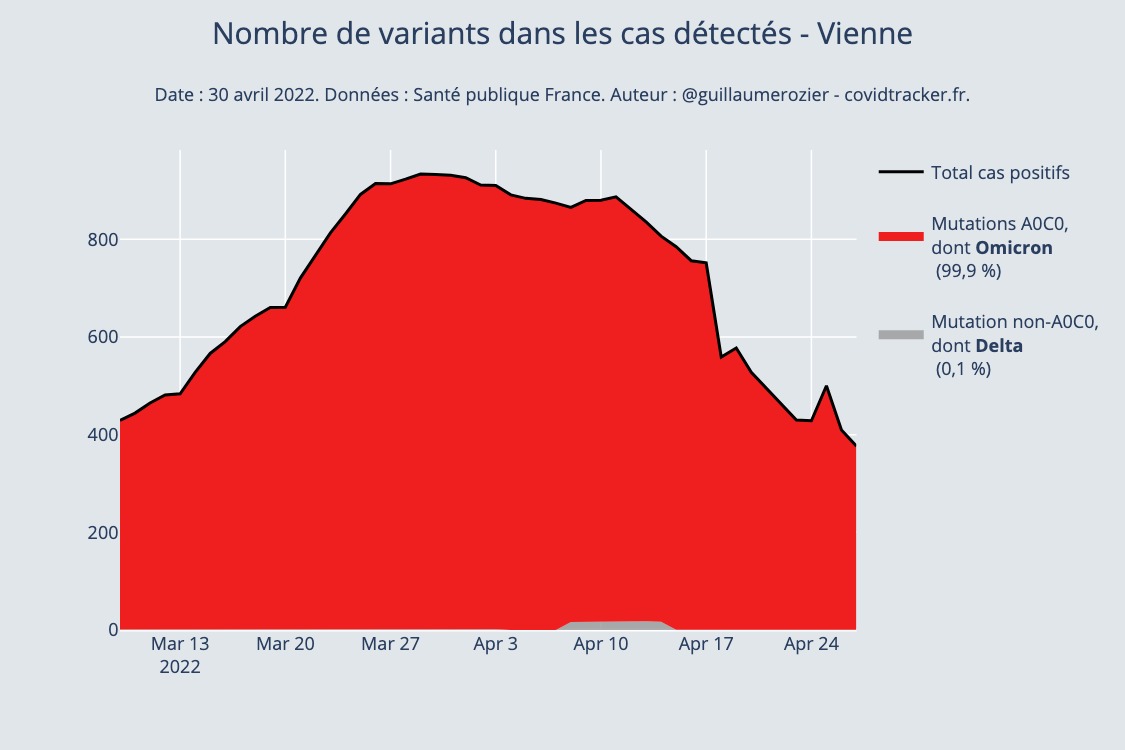 Nombre de variants dans les cas détectés - Vienne
Date : 30 avril 2022. Données : Santé publique France. Auteur : @guillaumerozier - covidtracker.fr.
Total cas positifs
Mutations A0C0,
dont Omicron
(99,9 %)
Mutation non-A0C0,
dont Delta
(0,1 %)
800
600
400
200
0
Mar 13
2022
Mar 20
Mar 27
Apr 3
Apr 10
Apr 17
Apr 24